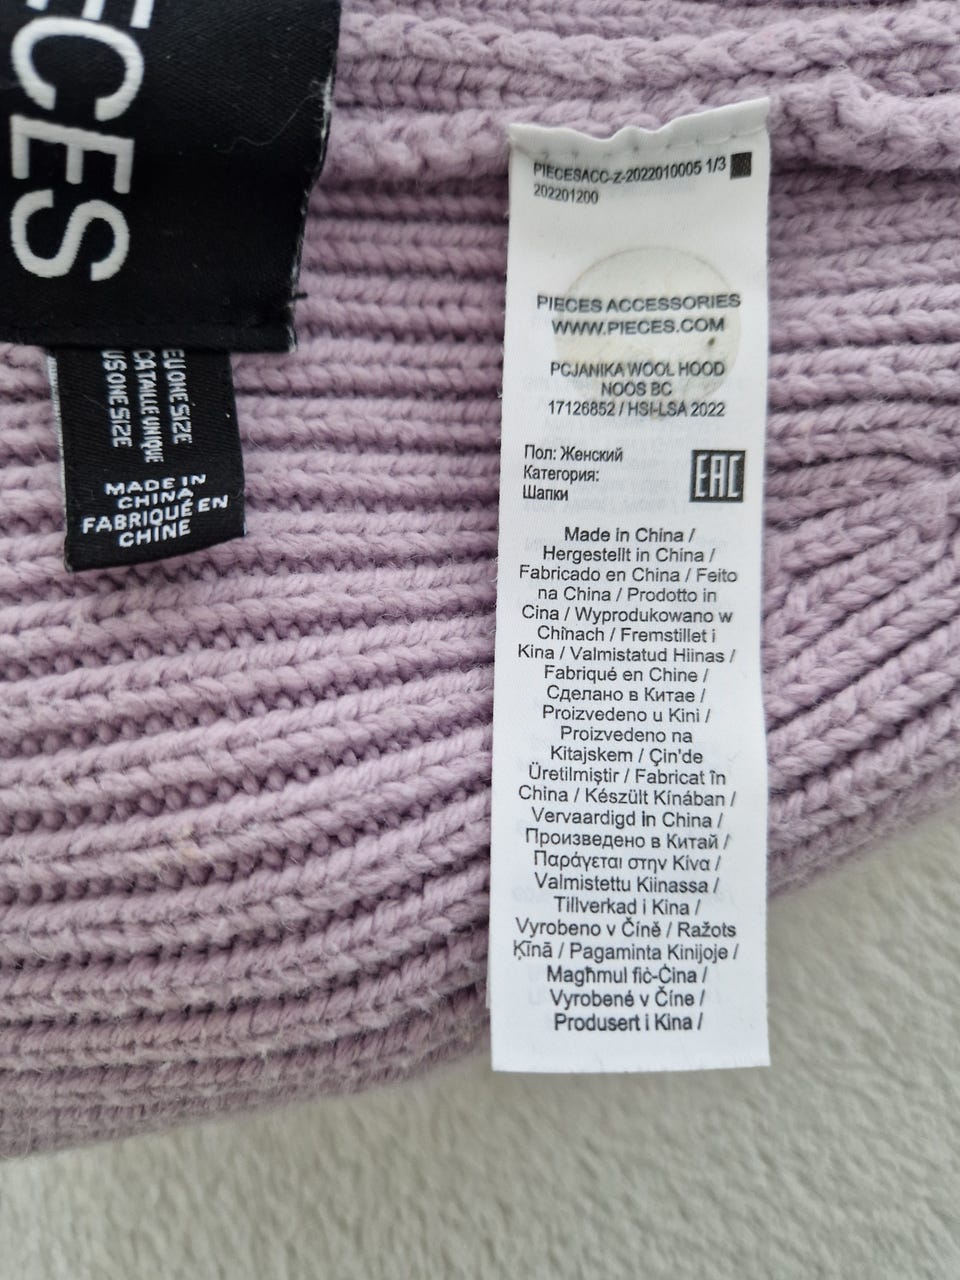 ECES
EU ONE SIZE
CA TAILLE UNIQUE
US ONE SIZE
MADE IN
CHINA
FABRIQUÉ EN
CHINE
PIECESACC-Z-2022010005 1/3
202201200
PIECES ACCESSORIES
WWW.PIECES.COM
PCJANIKA WOOL HOOD
NOOS BC
17126852 / HSI-LSA 2022
Пол: Женский
Категория:
Шапки
EAC
Made in China /
Hergestellt in China /
Fabricado en China / Feito
na China / Prodotto in
Cina / Wyprodukowano w
Chinach / Fremstillet i
Kina / Valmistatud Hiinas /
Fabriqué en Chine /
Сделано в Китае /
Proizvedeno u Kini /
Proizvedeno na
Kitajskem / Çin'de
Üretilmiştir / Fabricat în
China / Készült Kínában /
Vervaardigd in China /
Произведено в Китай /
Παράγεται στην Κίνα /
Valmistettu Kiinassa /
Tillverkad i Kina /
Vyrobeno v Číně / Ražots
Ķīnā / Pagaminta Kinijoje /
Magħmul fiċ-Ċina /
Vyrobené v Číne /
Produsert i Kina /